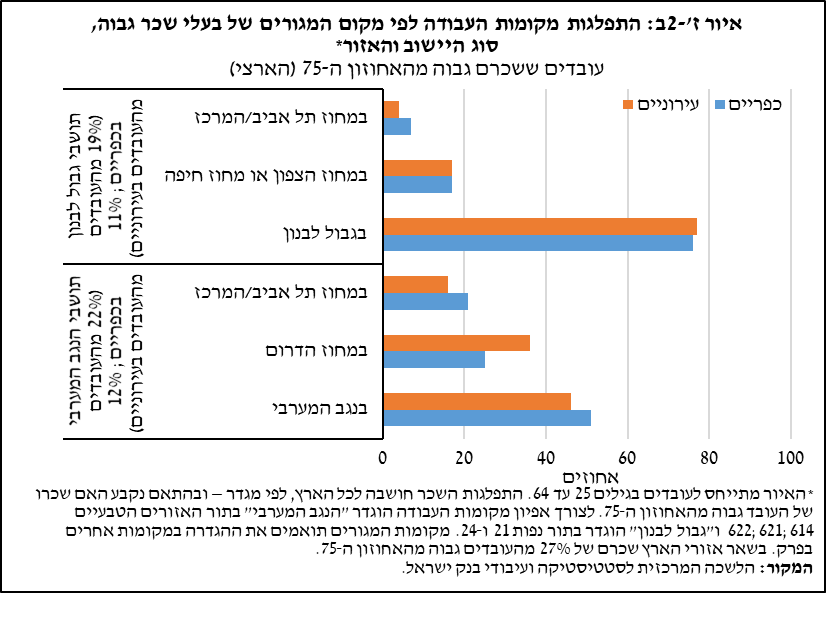 איור ז'-2ב: התפלגות מקומות העבודה לפי מקום המגורים של בעלי שכר גבוה,
סוג היישוב והאזור*
עובדים ששכרם גבוה מהאחוזון ה-75 (הארצי)
כפריים
עירוניים
תושבי גבול לבנון
(19% מהעובדים
בכפריים; 11%
מהעובדים בעירוניים)
במחוז תל אביב/המרכז
במחוז הצפון או מחוז חיפה
בגבול לבנון
תושבי הנגב המערבי
(22% מהעובדים
בכפריים; 12%
מהעובדים בעירוניים)
במחוז תל אביב/המרכז
במחוז הדרום
בנגב המערבי
0 20 40 60 80 100
אחוזים
*האיור מתייחס לעובדים בגילים 25 עד 64. התפלגות השכר חושבה לכל הארץ, לפי מגדר – ובהתאם נקבע האם שכרו
של העובד גבוה מהאחוזון ה-75. לצורך אפיון מקומות העבודה הוגדר "הנגב המערבי" בתור האזורים הטבעיים
614 ;621 ;622 ו"גבול לבנון" הוגדר בתור נפות 21 ו-24. מקומות המגורים תואמים את ההגדרה במקומות אחרים
בפרק. בשאר אזורי הארץ שכרם של 27% מהעובדים גבוה מהאחוזון ה-75.
המקור: הלשכה המרכזית לסטטיסטיקה ועיבודי בנק ישראל.